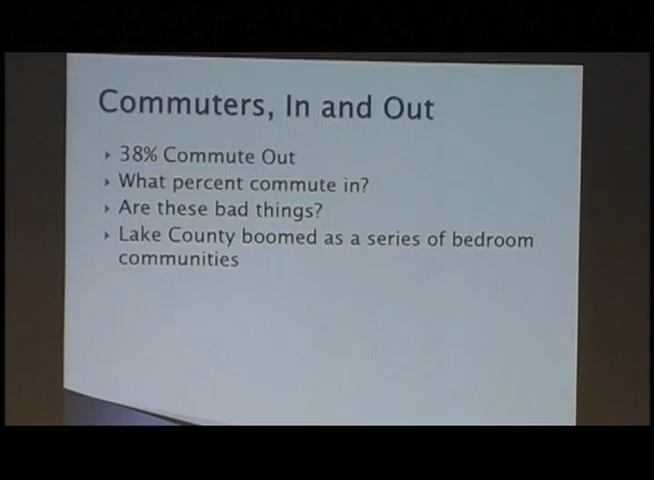 Commuters, In and Out
38% Commute Out
What percent commute in?
Are these bad things?
Lake County boomed as a series of bedroom
communities